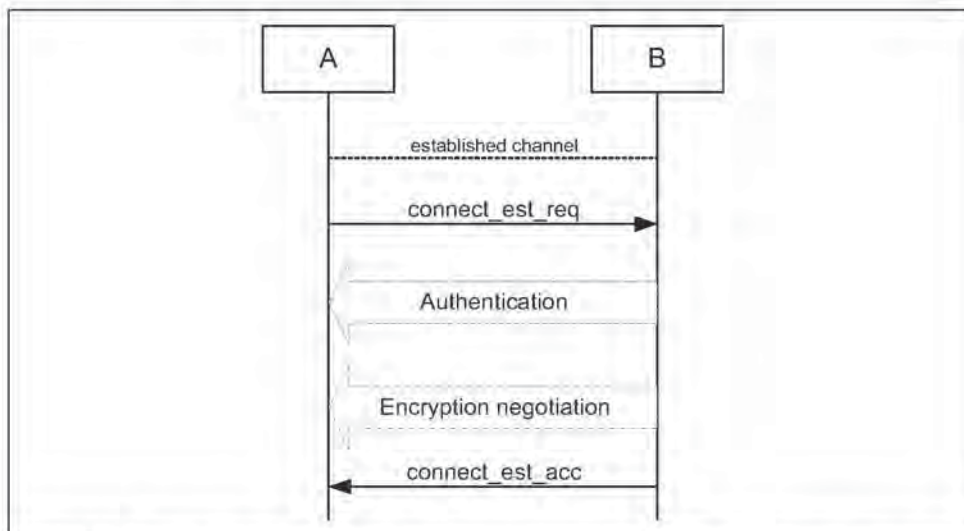 A
B
established channel
connect_est_req
Authentication
Encryption negotiation
connect_est_acc